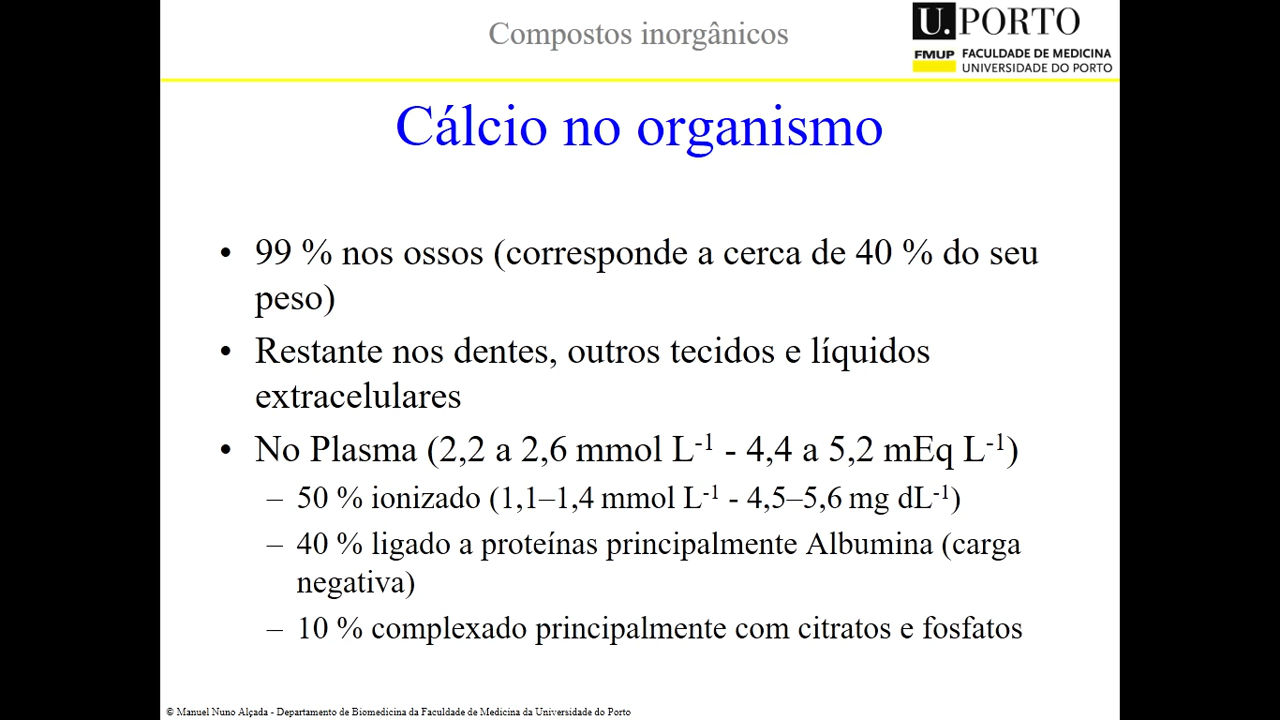 Compostos inorgânicos
U. PORTO
FMUP FACULDADE DE MEDICINA
UNIVERSIDADE DO PORTO
Cálcio no organismo
• 99 % nos ossos (corresponde a cerca de 40 % do seu
peso)
• Restante nos dentes, outros tecidos e líquidos
extracelulares
• No Plasma (2,2 a 2,6 mmol L⁻¹ - 4,4 a 5,2 mEq L⁻¹)
– 50 % ionizado (1,1–1,4 mmol L⁻¹ - 4,5–5,6 mg dL⁻¹)
– 40 % ligado a proteínas principalmente Albumina (carga
negativa)
– 10 % complexado principalmente com citratos e fosfatos
© Manuel Nuno Alçada - Departamento de Biomedicina da Faculdade de Medicina da Universidade do Porto